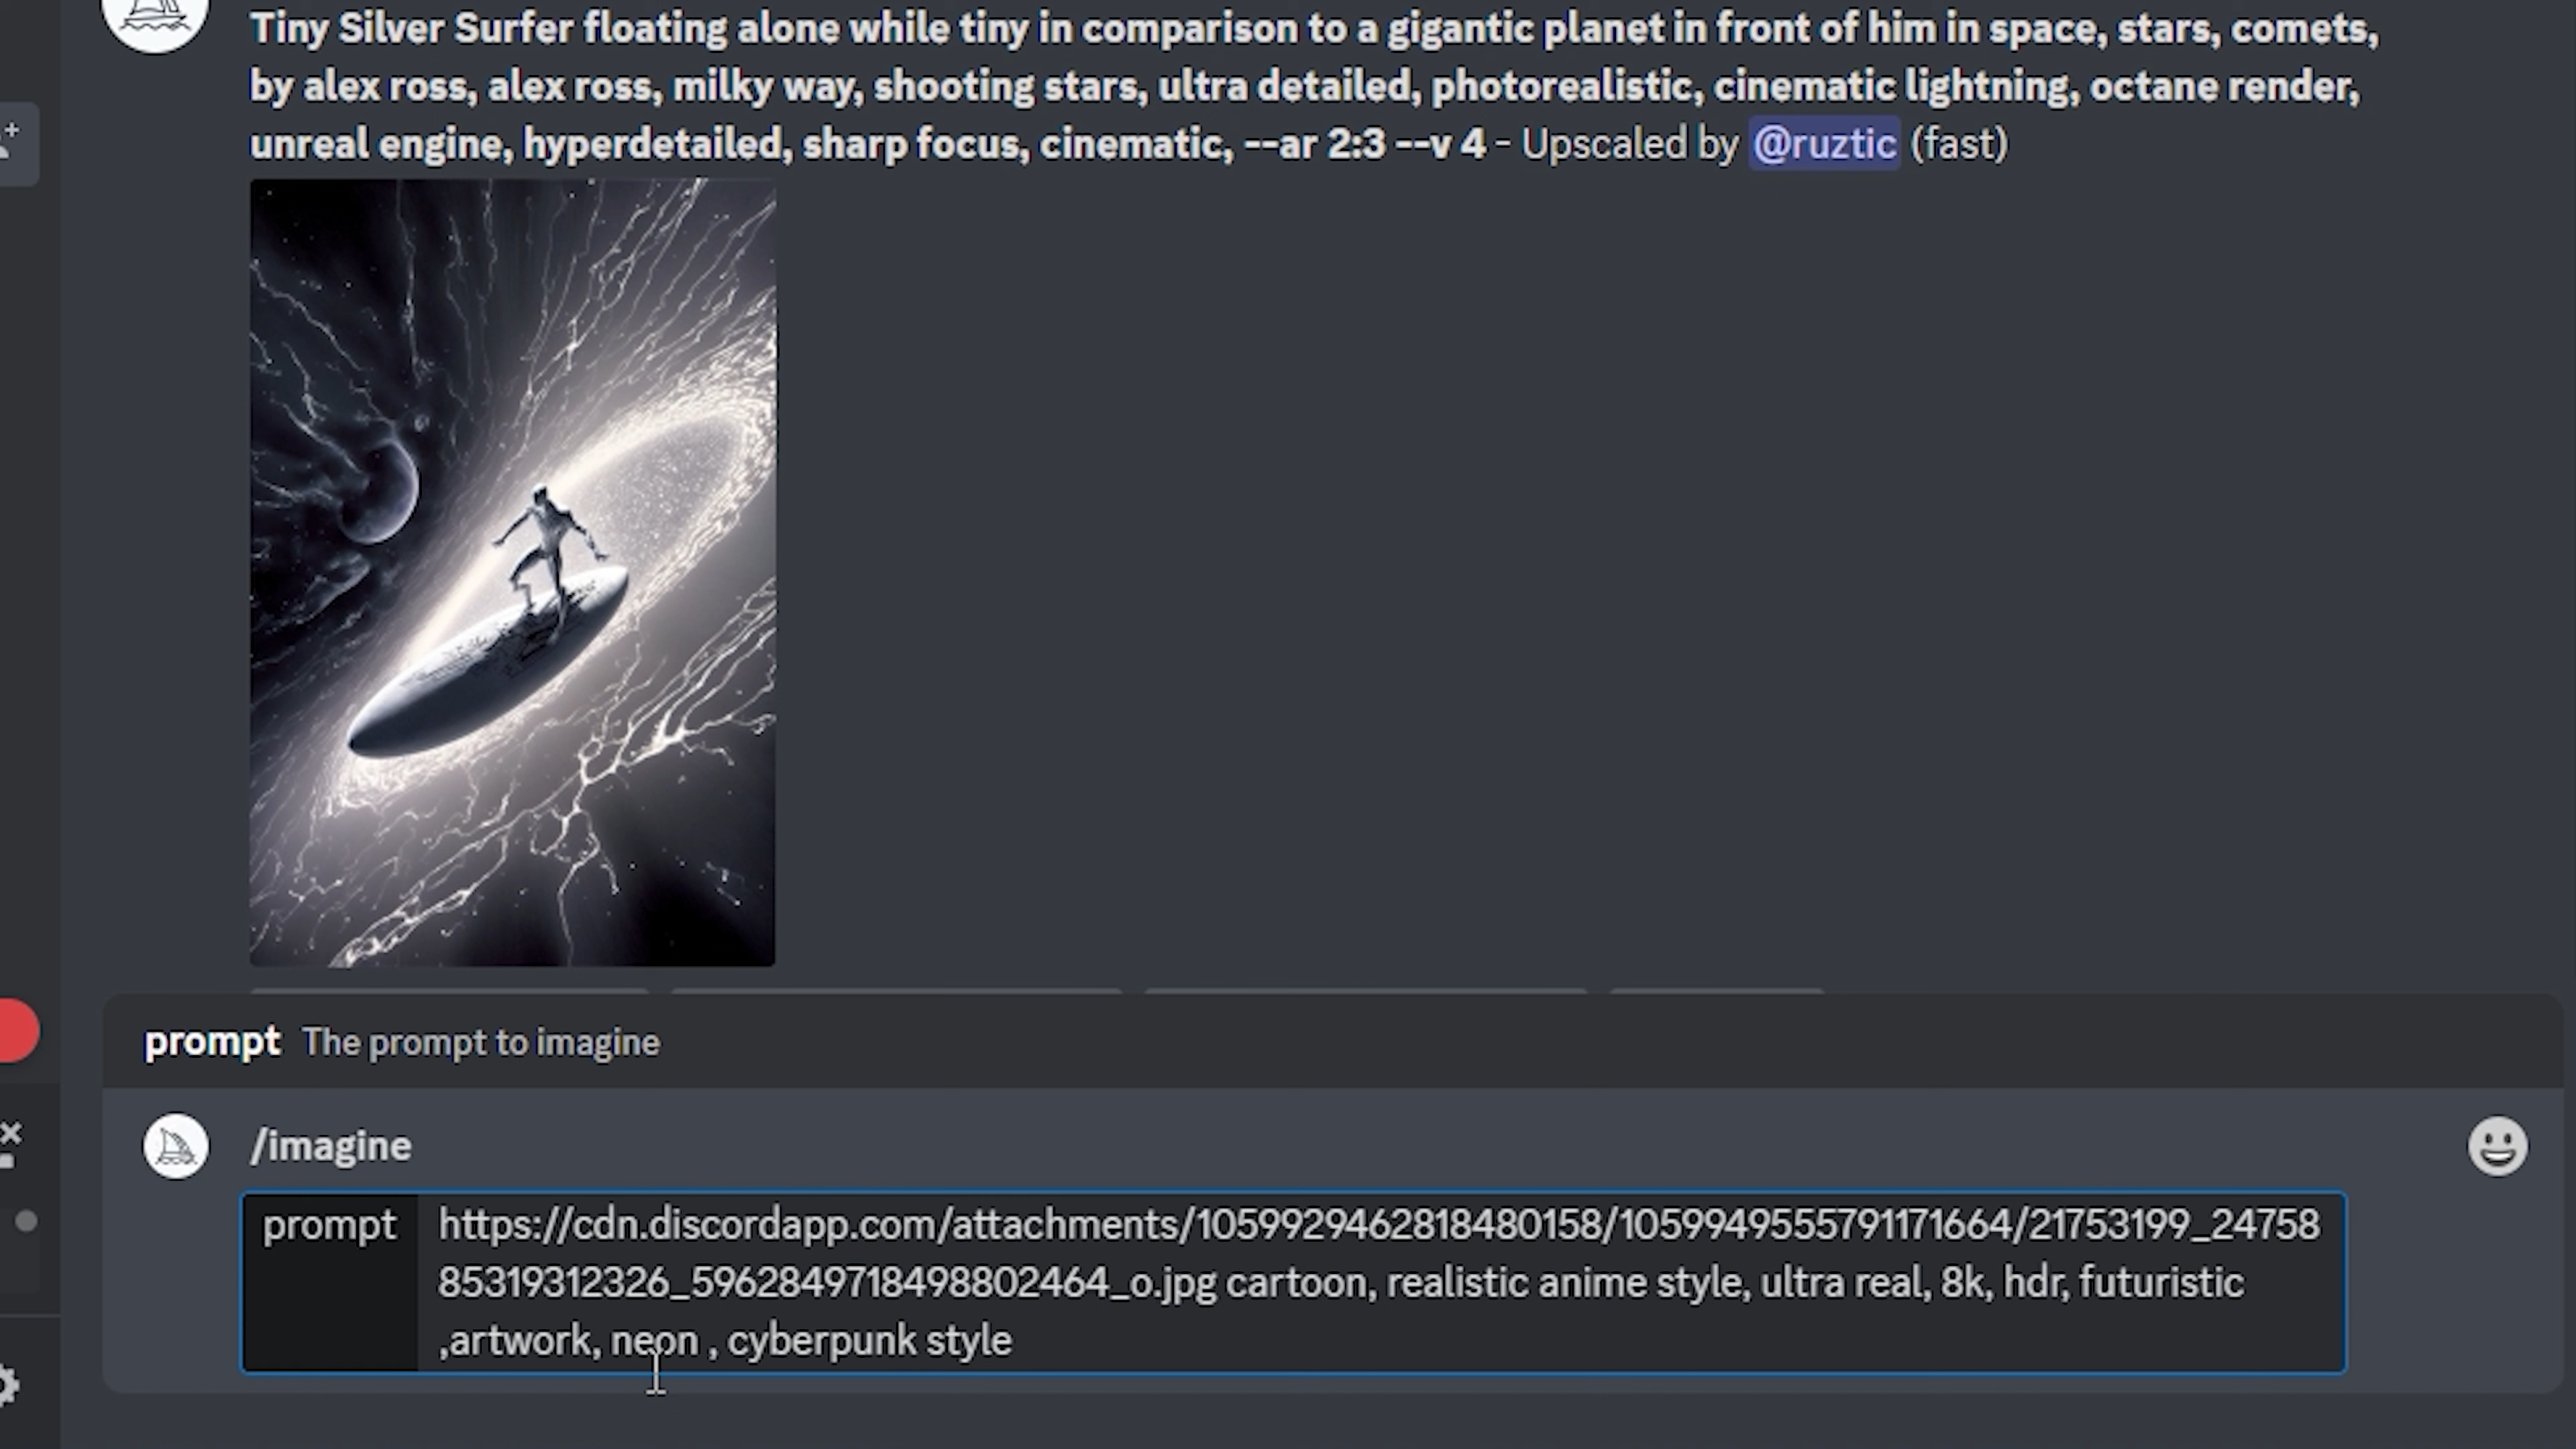 Tiny Silver Surfer floating alone while tiny in comparison to a gigantic planet in front of him in space, stars, comets,
by alex ross, alex ross, milky way, shooting stars, ultra detailed, photorealistic, cinematic lightning, octane render,
unreal engine, hyperdetailed, sharp focus, cinematic, --ar 2:3 --v 4 - Upscaled by @ruztic (fast)
prompt The prompt to imagine
/imagine
prompt https://cdn.discordapp.com/attachments/1059929462818480158/1059949555791171664/21753199_24758
85319312326_5962849718498802464_o.jpg cartoon, realistic anime style, ultra real, 8k, hdr, futuristic
,artwork, neon , cyberpunk style